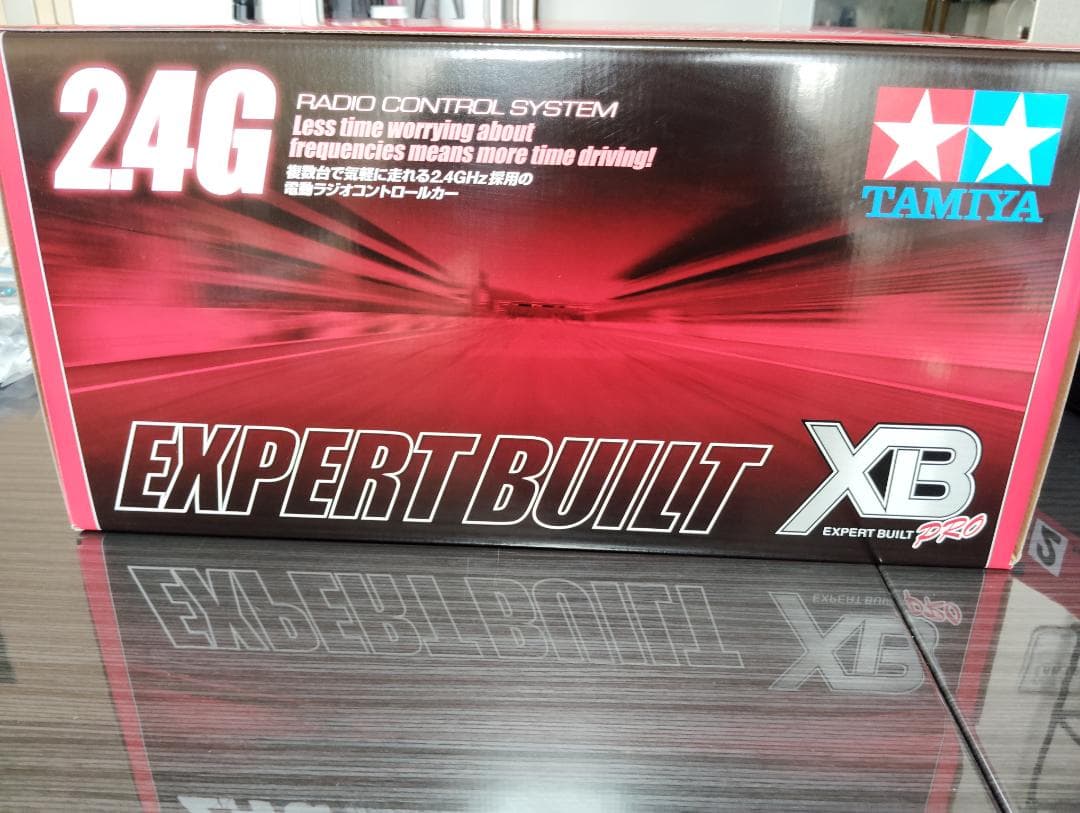 2.4G
RADIO CONTROL SYSTEM
Less time worrying about
frequencies means more time driving!
複数台で気軽に走れる2.4GHz採用の
電動ラジオコントロールカー
TAMIYA
EXPERT BUILT
XB
EXPERT BUILT PRO
S